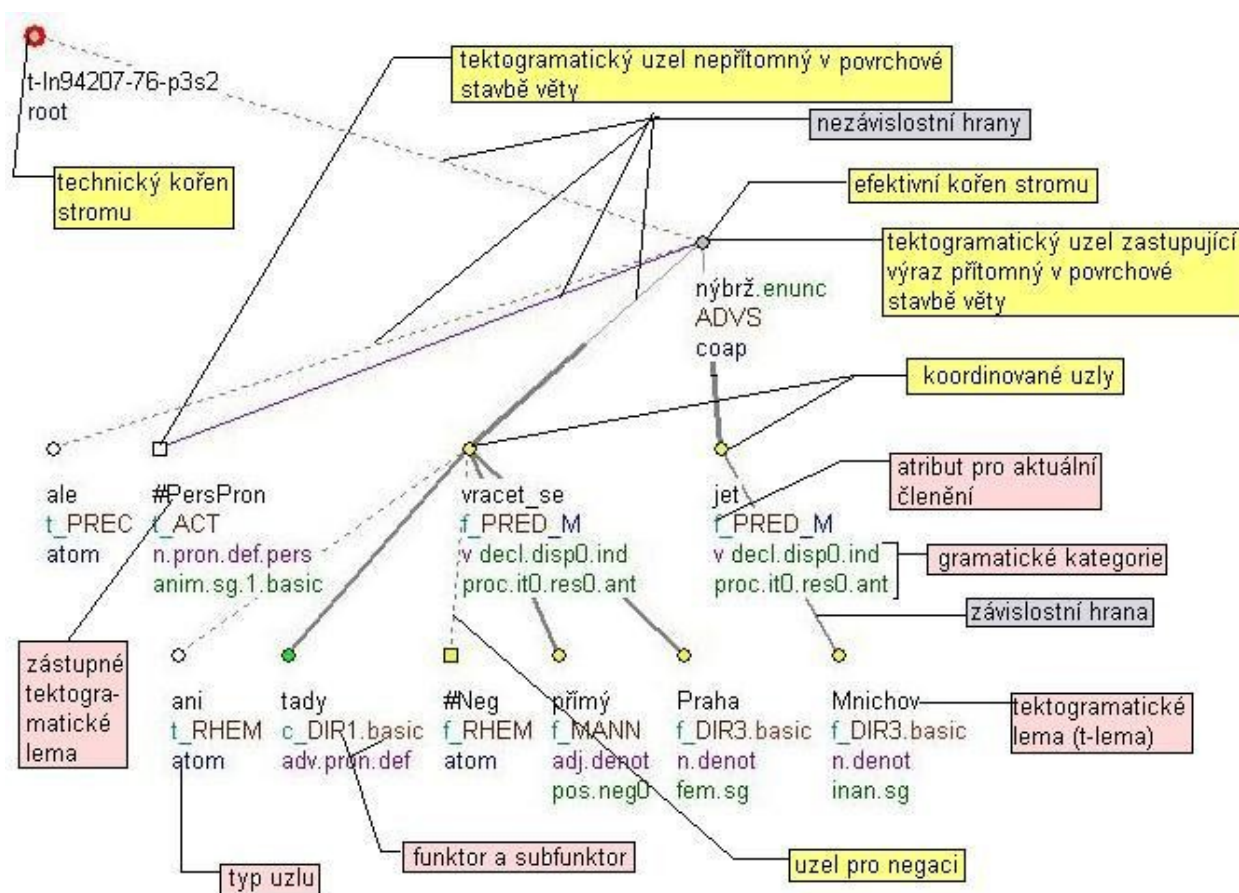 tektogramatický uzel nepřítomný v povrchové
stavbě věty
t-ln94207-76-p3s2
root
nezávislostní hrany
technický kořen
stromu
efektivní kořen stromu
tektogramatický uzel zastupující
výraz přítomný v povrchové
stavbě věty
nýbrž.enunc
ADVS
coap
koordinované uzly
atribut pro aktuální
členění
ale
t_PREC
atom
#PersPron
t_ACT
n.pron.def.pers
anim.sg.1.basic
vracet_se
f_PRED_M
v decl.disp0.ind
proc.it0.res0.ant
jet
f_PRED_M
v decl.disp0.ind
proc.it0.res0.ant
gramatické kategorie
závislostní hrana
zástupné
tektogra-
matické
lema
ani
t_RHEM
atom
tady
c_DIR1.basic
adv.pron.def
#Neg
f_RHEM
atom
přímý
f_MANN
adj.denot
pos.neg0
Praha
f_DIR3.basic
n.denot
fem.sg
Mnichov
f_DIR3.basic
n.denot
inan.sg
tektogramatické
lema (t-lema)
typ uzlu
funktor a subfunktor
uzel pro negaci